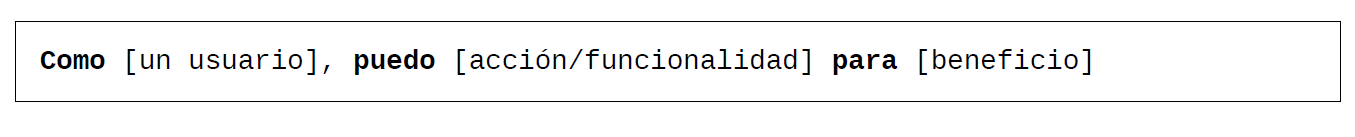 Como [un usuario], puedo [acción/funcionalidad] para [beneficio]